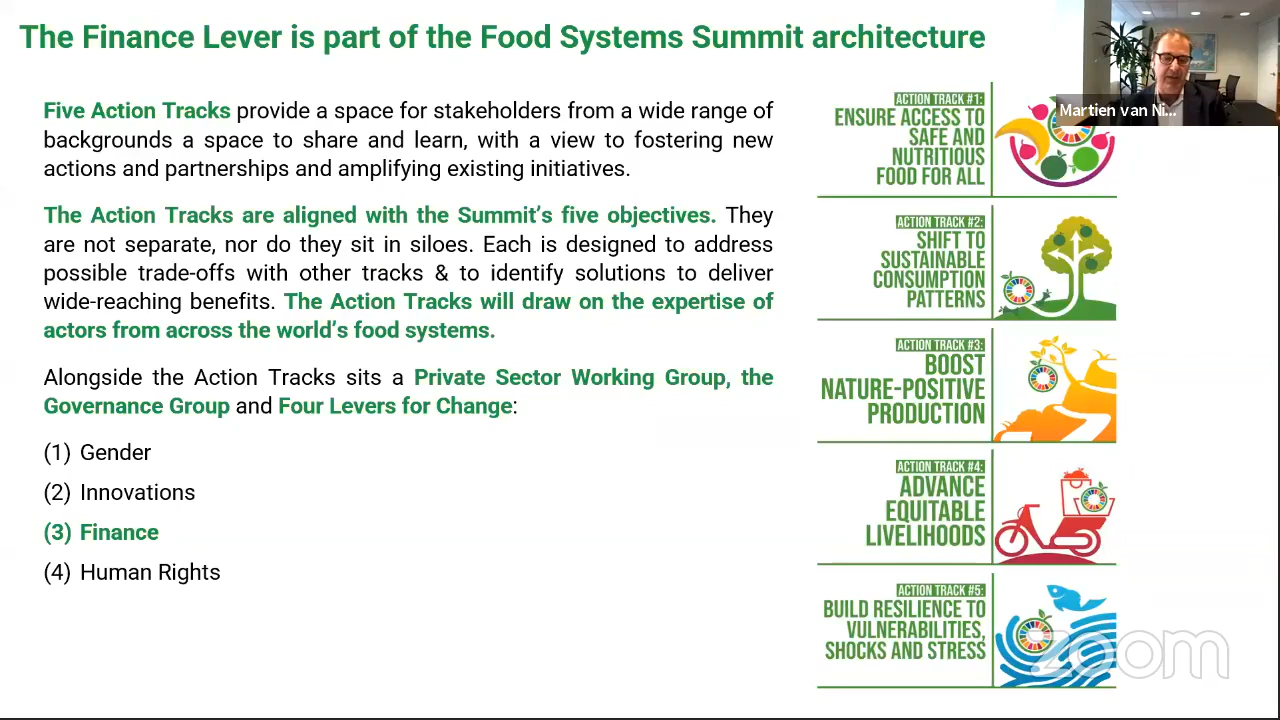 The Finance Lever is part of the Food Systems Summit architecture
Five Action Tracks provide a space for stakeholders from a wide range of
backgrounds a space to share and learn, with a view to fostering new
actions and partnerships and amplifying existing initiatives.
The Action Tracks are aligned with the Summit’s five objectives. They
are not separate, nor do they sit in siloes. Each is designed to address
possible trade-offs with other tracks & to identify solutions to deliver
wide-reaching benefits. The Action Tracks will draw on the expertise of
actors from across the world’s food systems.
Alongside the Action Tracks sits a Private Sector Working Group, the
Governance Group and Four Levers for Change:
(1) Gender
(2) Innovations
(3) Finance
(4) Human Rights
ACTION TRACK #1:
ENSURE ACCESS TO
SAFE AND
NUTRITIOUS
FOOD FOR ALL
ACTION TRACK #2:
SHIFT TO
SUSTAINABLE
CONSUMPTION
PATTERNS
ACTION TRACK #3:
BOOST
NATURE-POSITIVE
PRODUCTION
ACTION TRACK #4:
ADVANCE
EQUITABLE
LIVELIHOODS
ACTION TRACK #5:
BUILD RESILIENCE TO
VULNERABILITIES,
SHOCKS AND STRESS
Martien van Ni...
zoom